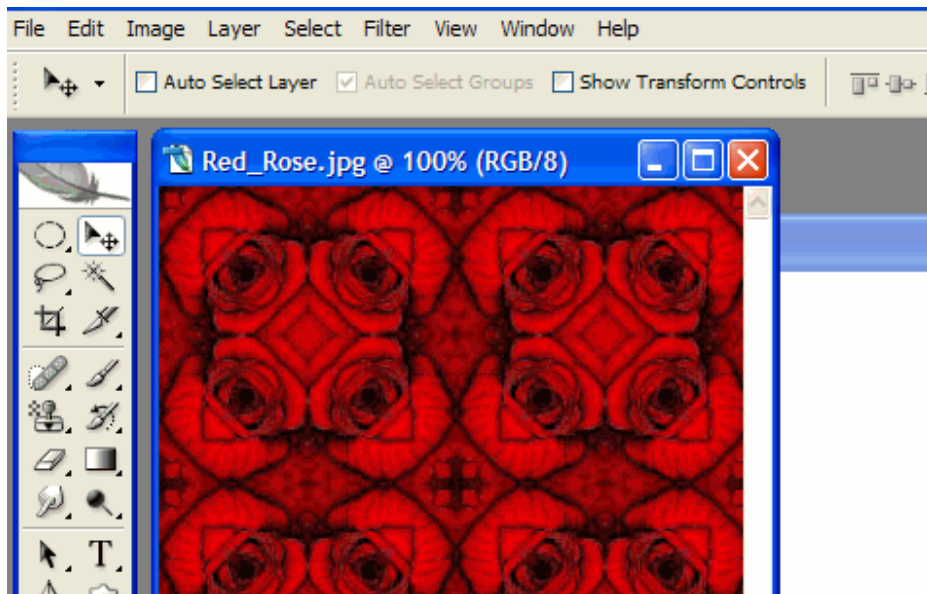 File Edit Image Layer Select Filter View Window Help
Auto Select Layer Auto Select Groups Show Transform Controls
Red_Rose.jpg @ 100% (RGB/8)
T